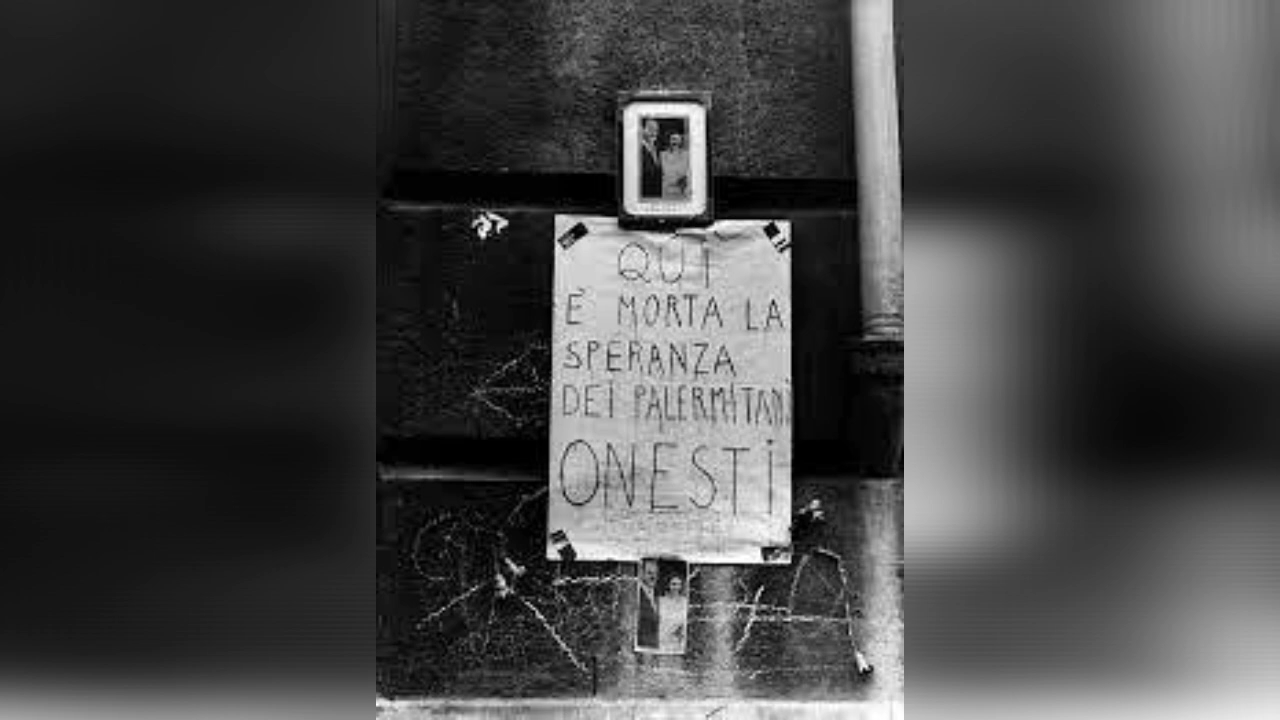 QUI
È MORTA LA
SPERANZA
DEI PALERMITANI
ONESTI